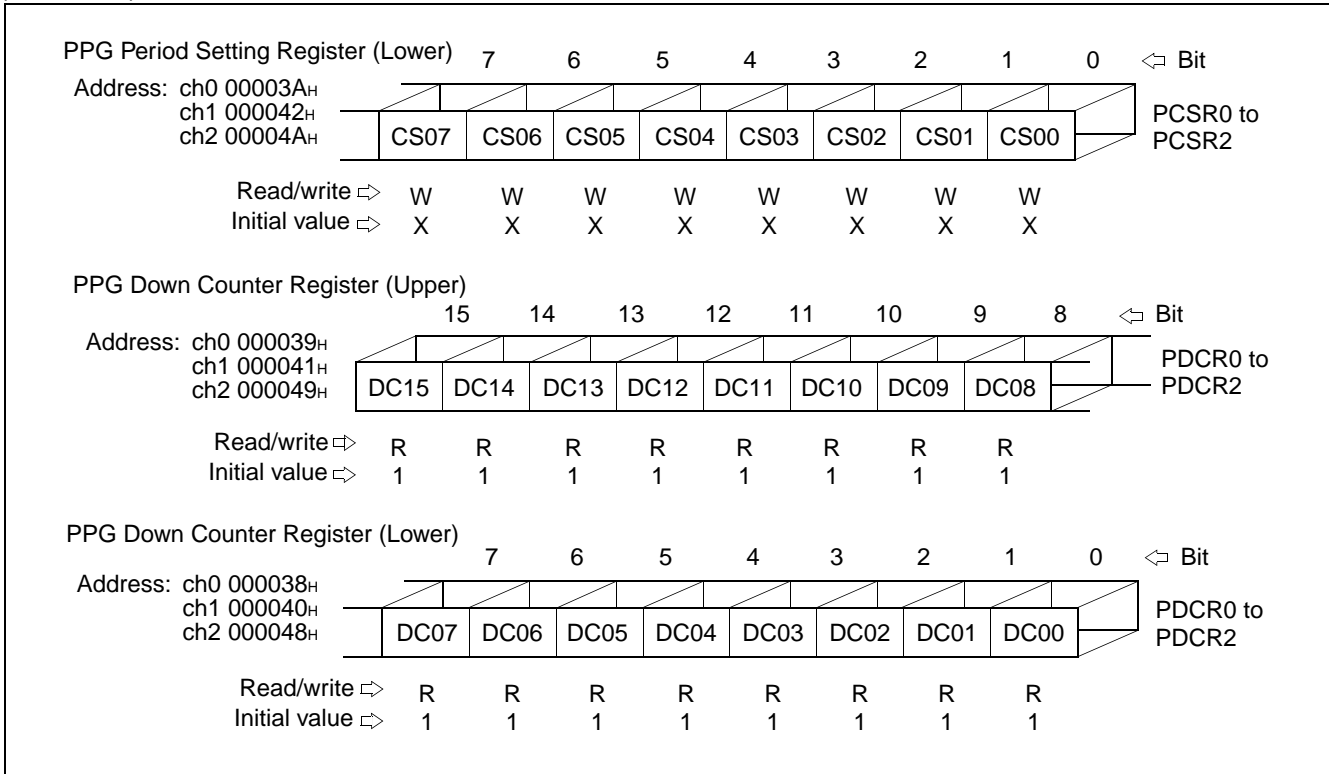 PPG Period Setting Register (Lower)
7 6 5 4 3 2 1 0 ⇦ Bit
Address: ch0 00003AH
ch1 000042H
ch2 00004AH
CS07 CS06 CS05 CS04 CS03 CS02 CS01 CS00
PCSR0 to
PCSR2
Read/write ⇨ W W W W W W W W
Initial value ⇨ X X X X X X X X
PPG Down Counter Register (Upper)
15 14 13 12 11 10 9 8 ⇦ Bit
Address: ch0 000039H
ch1 000041H
ch2 000049H
DC15 DC14 DC13 DC12 DC11 DC10 DC09 DC08
PDCR0 to
PDCR2
Read/write ⇨ R R R R R R R R
Initial value ⇨ 1 1 1 1 1 1 1 1
PPG Down Counter Register (Lower)
7 6 5 4 3 2 1 0 ⇦ Bit
Address: ch0 000038H
ch1 000040H
ch2 000048H
DC07 DC06 DC05 DC04 DC03 DC02 DC01 DC00
PDCR0 to
PDCR2
Read/write ⇨ R R R R R R R R
Initial value ⇨ 1 1 1 1 1 1 1 1